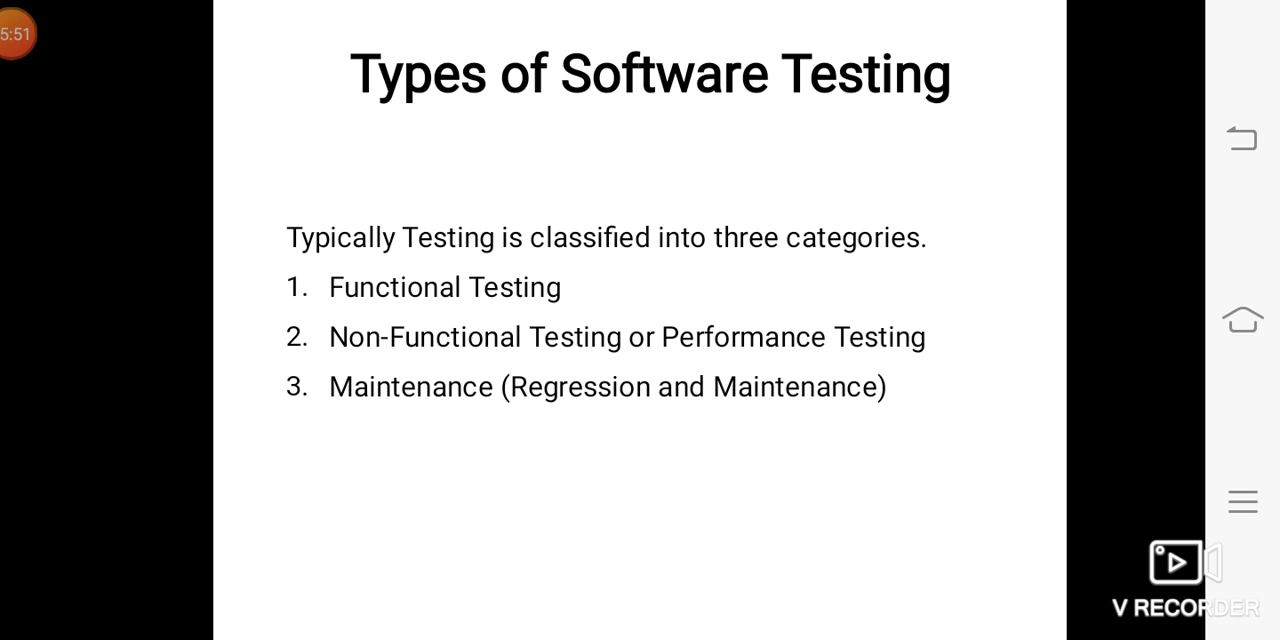 5:51
Types of Software Testing
Typically Testing is classified into three categories.
1. Functional Testing
2. Non-Functional Testing or Performance Testing
3. Maintenance (Regression and Maintenance)
V RECORDER